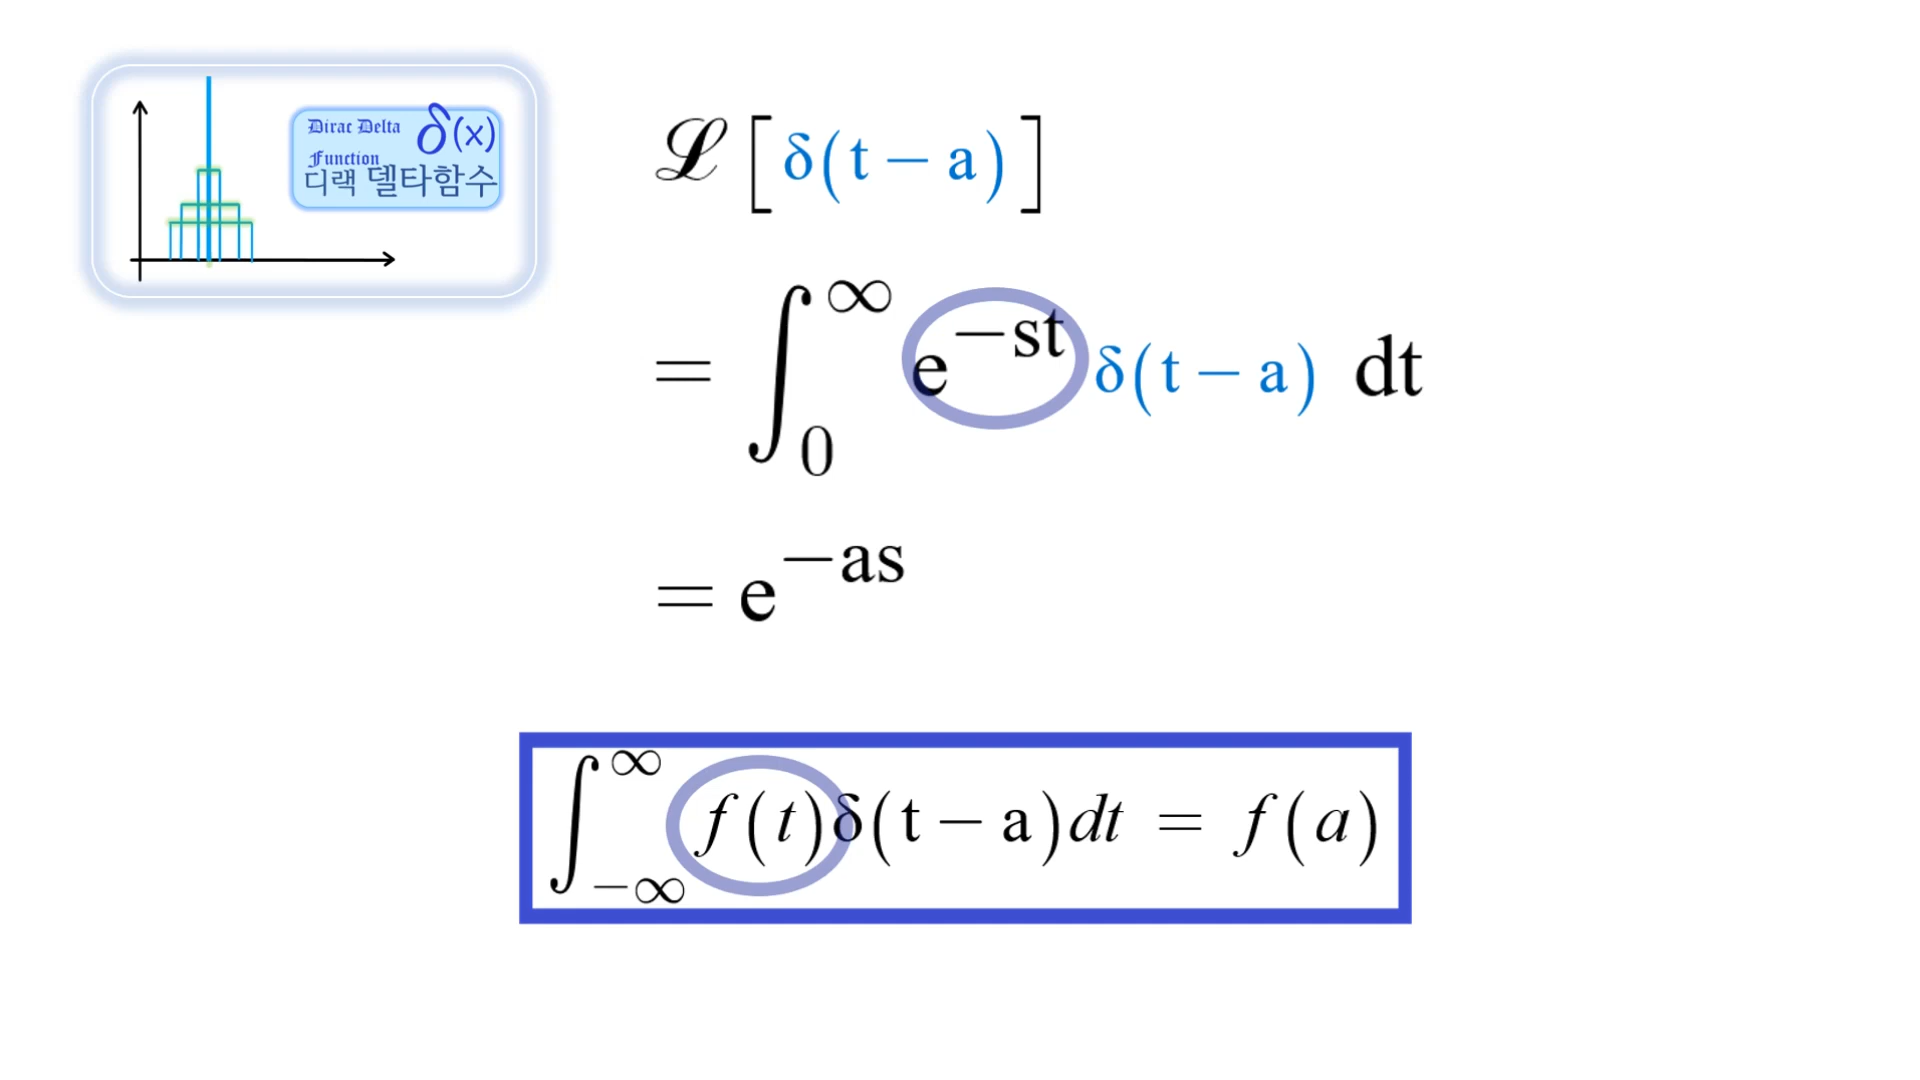 Dirac Delta
Function
δ(x)
디랙 델타함수
ℒ[δ(t − a)]
= ∫₀^∞ e^{−st} δ(t − a) dt
= e^{−as}
∫_{−∞}^{∞} f(t)δ(t − a)dt = f(a)